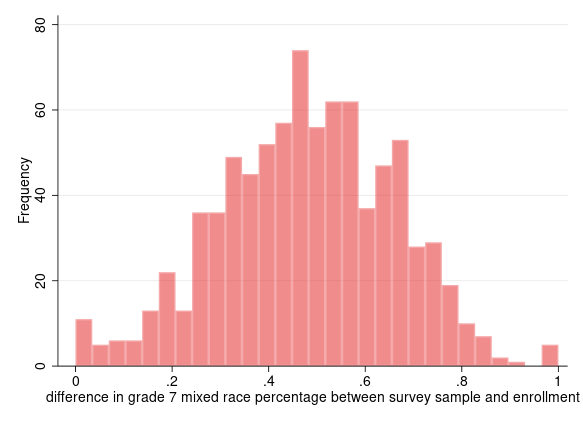 80
60
40
20
0
Frequency
0 .2 .4 .6 .8 1
difference in grade 7 mixed race percentage between survey sample and enrollment